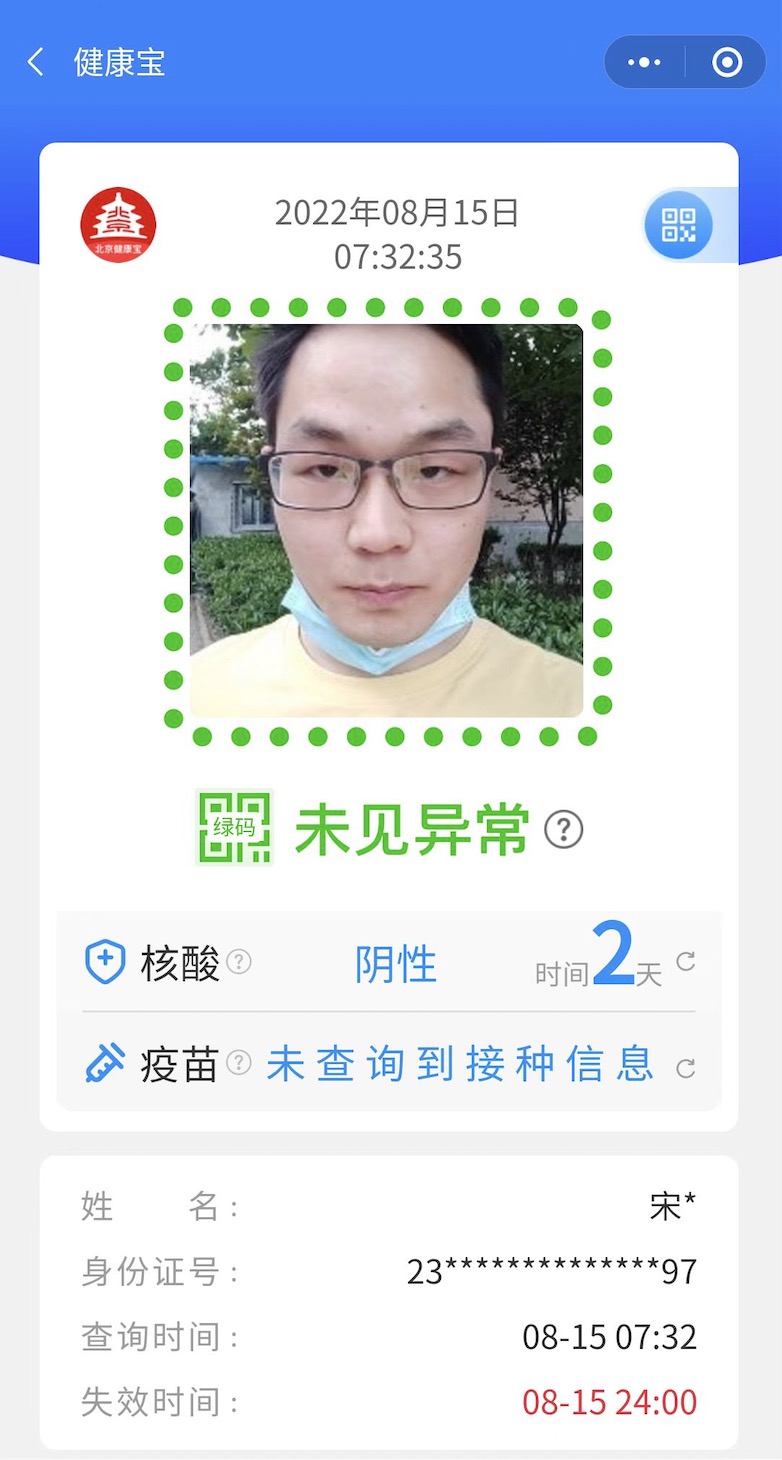 健康宝
北京健康宝
2022年08月15日
07:32:35
绿码
未见异常 ?
核酸 ? 阴性 时间2天
疫苗 ? 未查询到接种信息
姓名： 宋*
身份证号： 23**************97
查询时间： 08-15 07:32
失效时间： 08-15 24:00